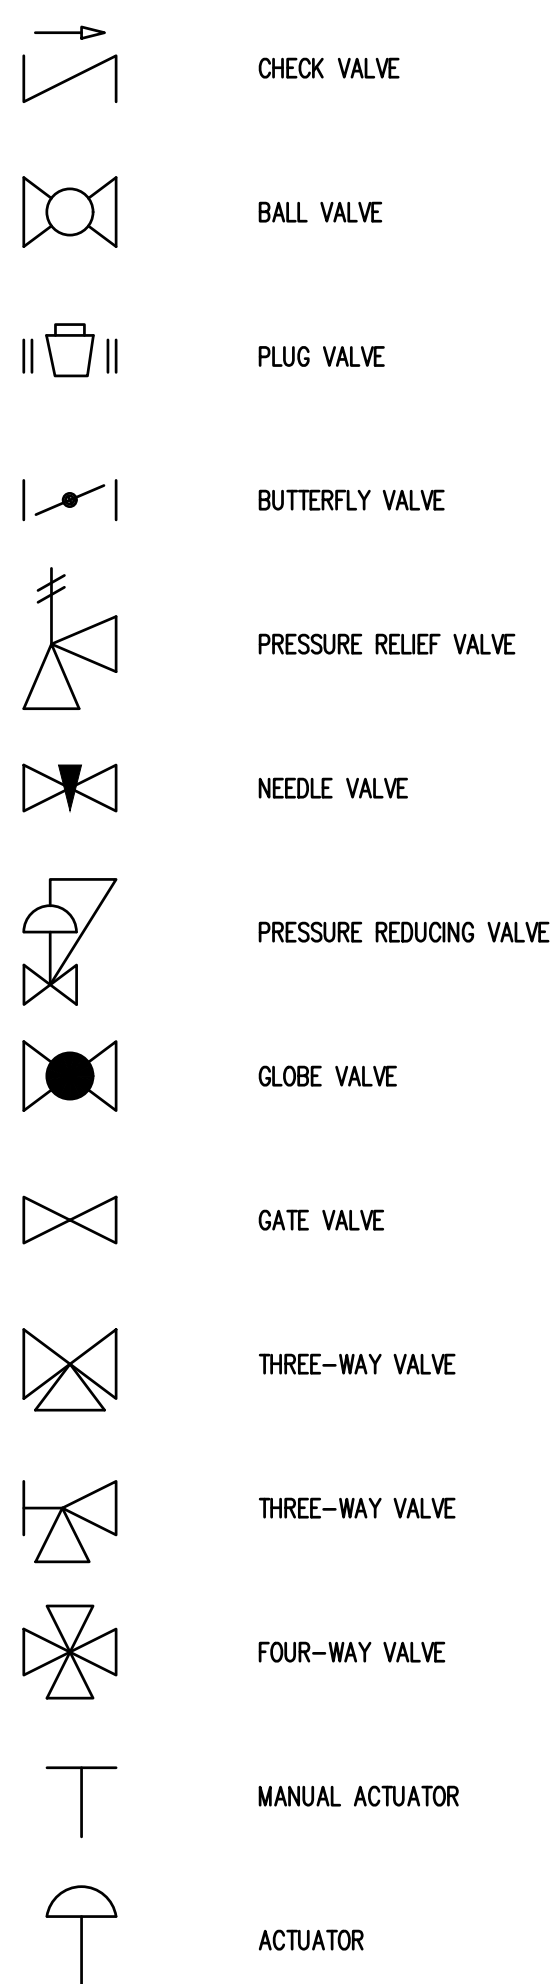 CHECK VALVE
BALL VALVE
PLUG VALVE
BUTTERFLY VALVE
PRESSURE RELIEF VALVE
NEEDLE VALVE
PRESSURE REDUCING VALVE
GLOBE VALVE
GATE VALVE
THREE-WAY VALVE
THREE-WAY VALVE
FOUR-WAY VALVE
MANUAL ACTUATOR
ACTUATOR